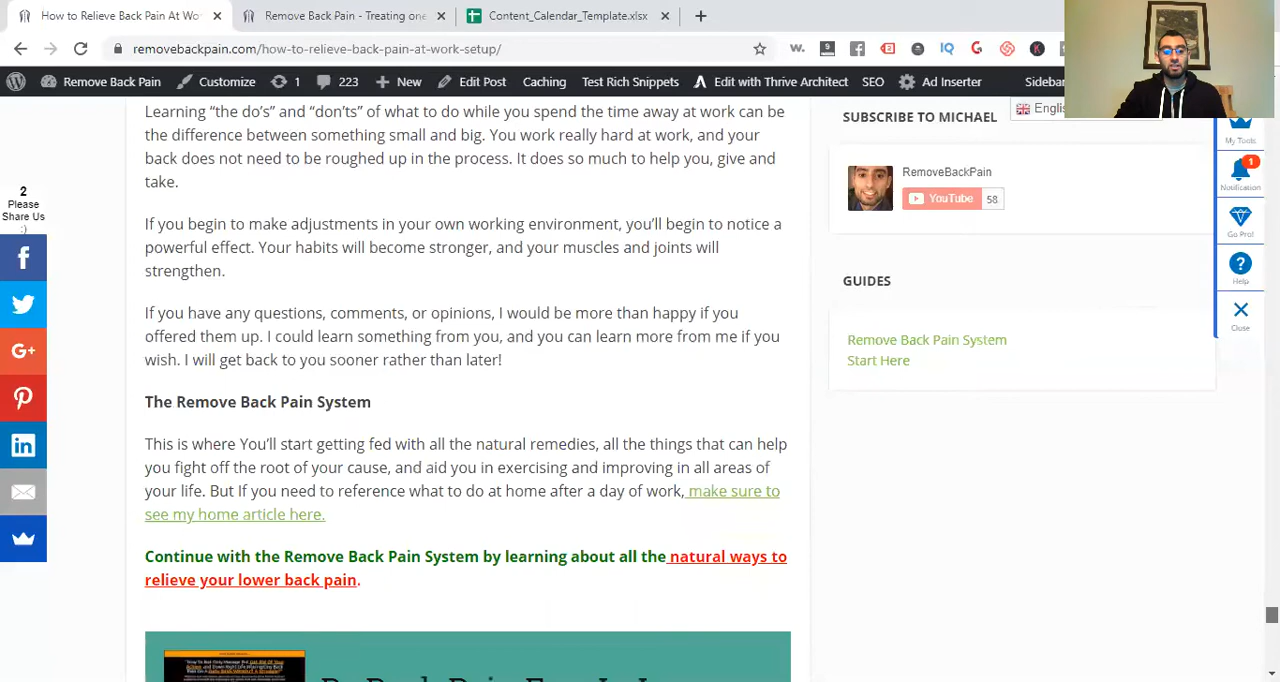 How to Relieve Back Pain At Wo
Remove Back Pain - Treating one
Content_Calendar_Template.xlsx
removebackpain.com/how-to-relieve-back-pain-at-work-setup/
Remove Back Pain
Customize
1
223
New
Edit Post
Caching
Test Rich Snippets
Edit with Thrive Architect
SEO
Ad Inserter
Sidebar
Learning “the do’s” and “don’ts” of what to do while you spend the time away at work can be
the difference between something small and big. You work really hard at work, and your
back does not need to be roughed up in the process. It does so much to help you, give and
take.
If you begin to make adjustments in your own working environment, you’ll begin to notice a
powerful effect. Your habits will become stronger, and your muscles and joints will
strengthen.
If you have any questions, comments, or opinions, I would be more than happy if you
offered them up. I could learn something from you, and you can learn more from me if you
wish. I will get back to you sooner rather than later!
The Remove Back Pain System
This is where You’ll start getting fed with all the natural remedies, all the things that can help
you fight off the root of your cause, and aid you in exercising and improving in all areas of
your life. But If you need to reference what to do at home after a day of work, make sure to
see my home article here.
Continue with the Remove Back Pain System by learning about all the natural ways to
relieve your lower back pain.
2
Please
Share Us
:)
SUBSCRIBE TO MICHAEL
Engli
RemoveBackPain
YouTube
58
GUIDES
Remove Back Pain System
Start Here
My Tools
1
Notification
Go Pro!
Help
Close